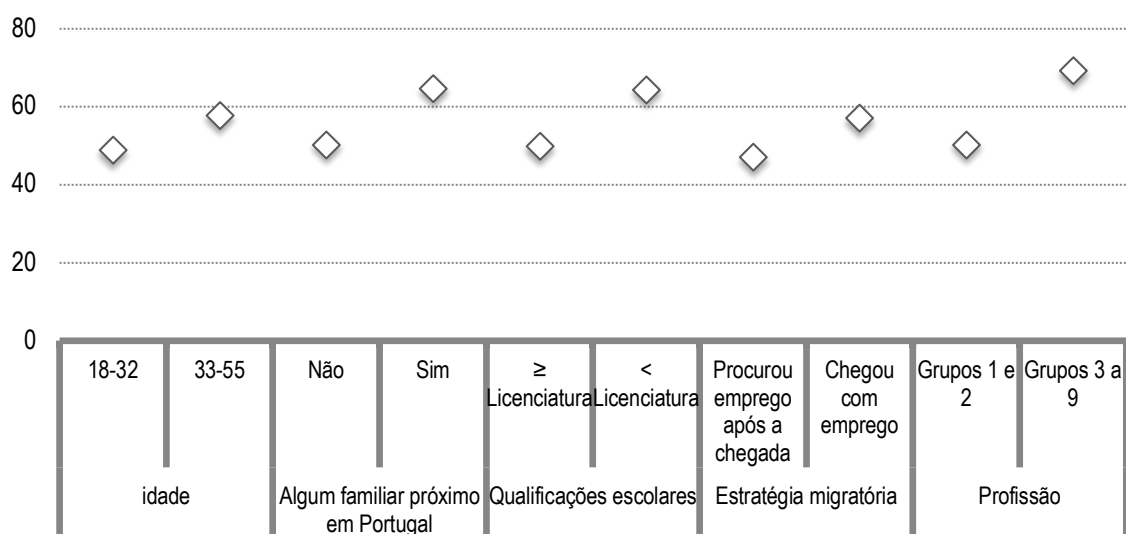 80
60
40
20
0
18-32
33-55
Não
Sim
≥
Licenciatura
<
Licenciatura
Procurou
emprego
após a
chegada
Chegou
com
emprego
Grupos 1 e
2
Grupos 3 a
9
idade
Algum familiar próximo
em Portugal
Qualificações escolares
Estratégia migratória
Profissão